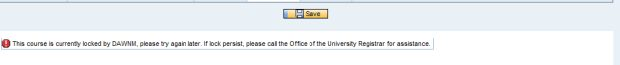 Save
This course is currently locked by DAWNM, please try again later. If lock persist, please call the Office of the University Registrar for assistance.